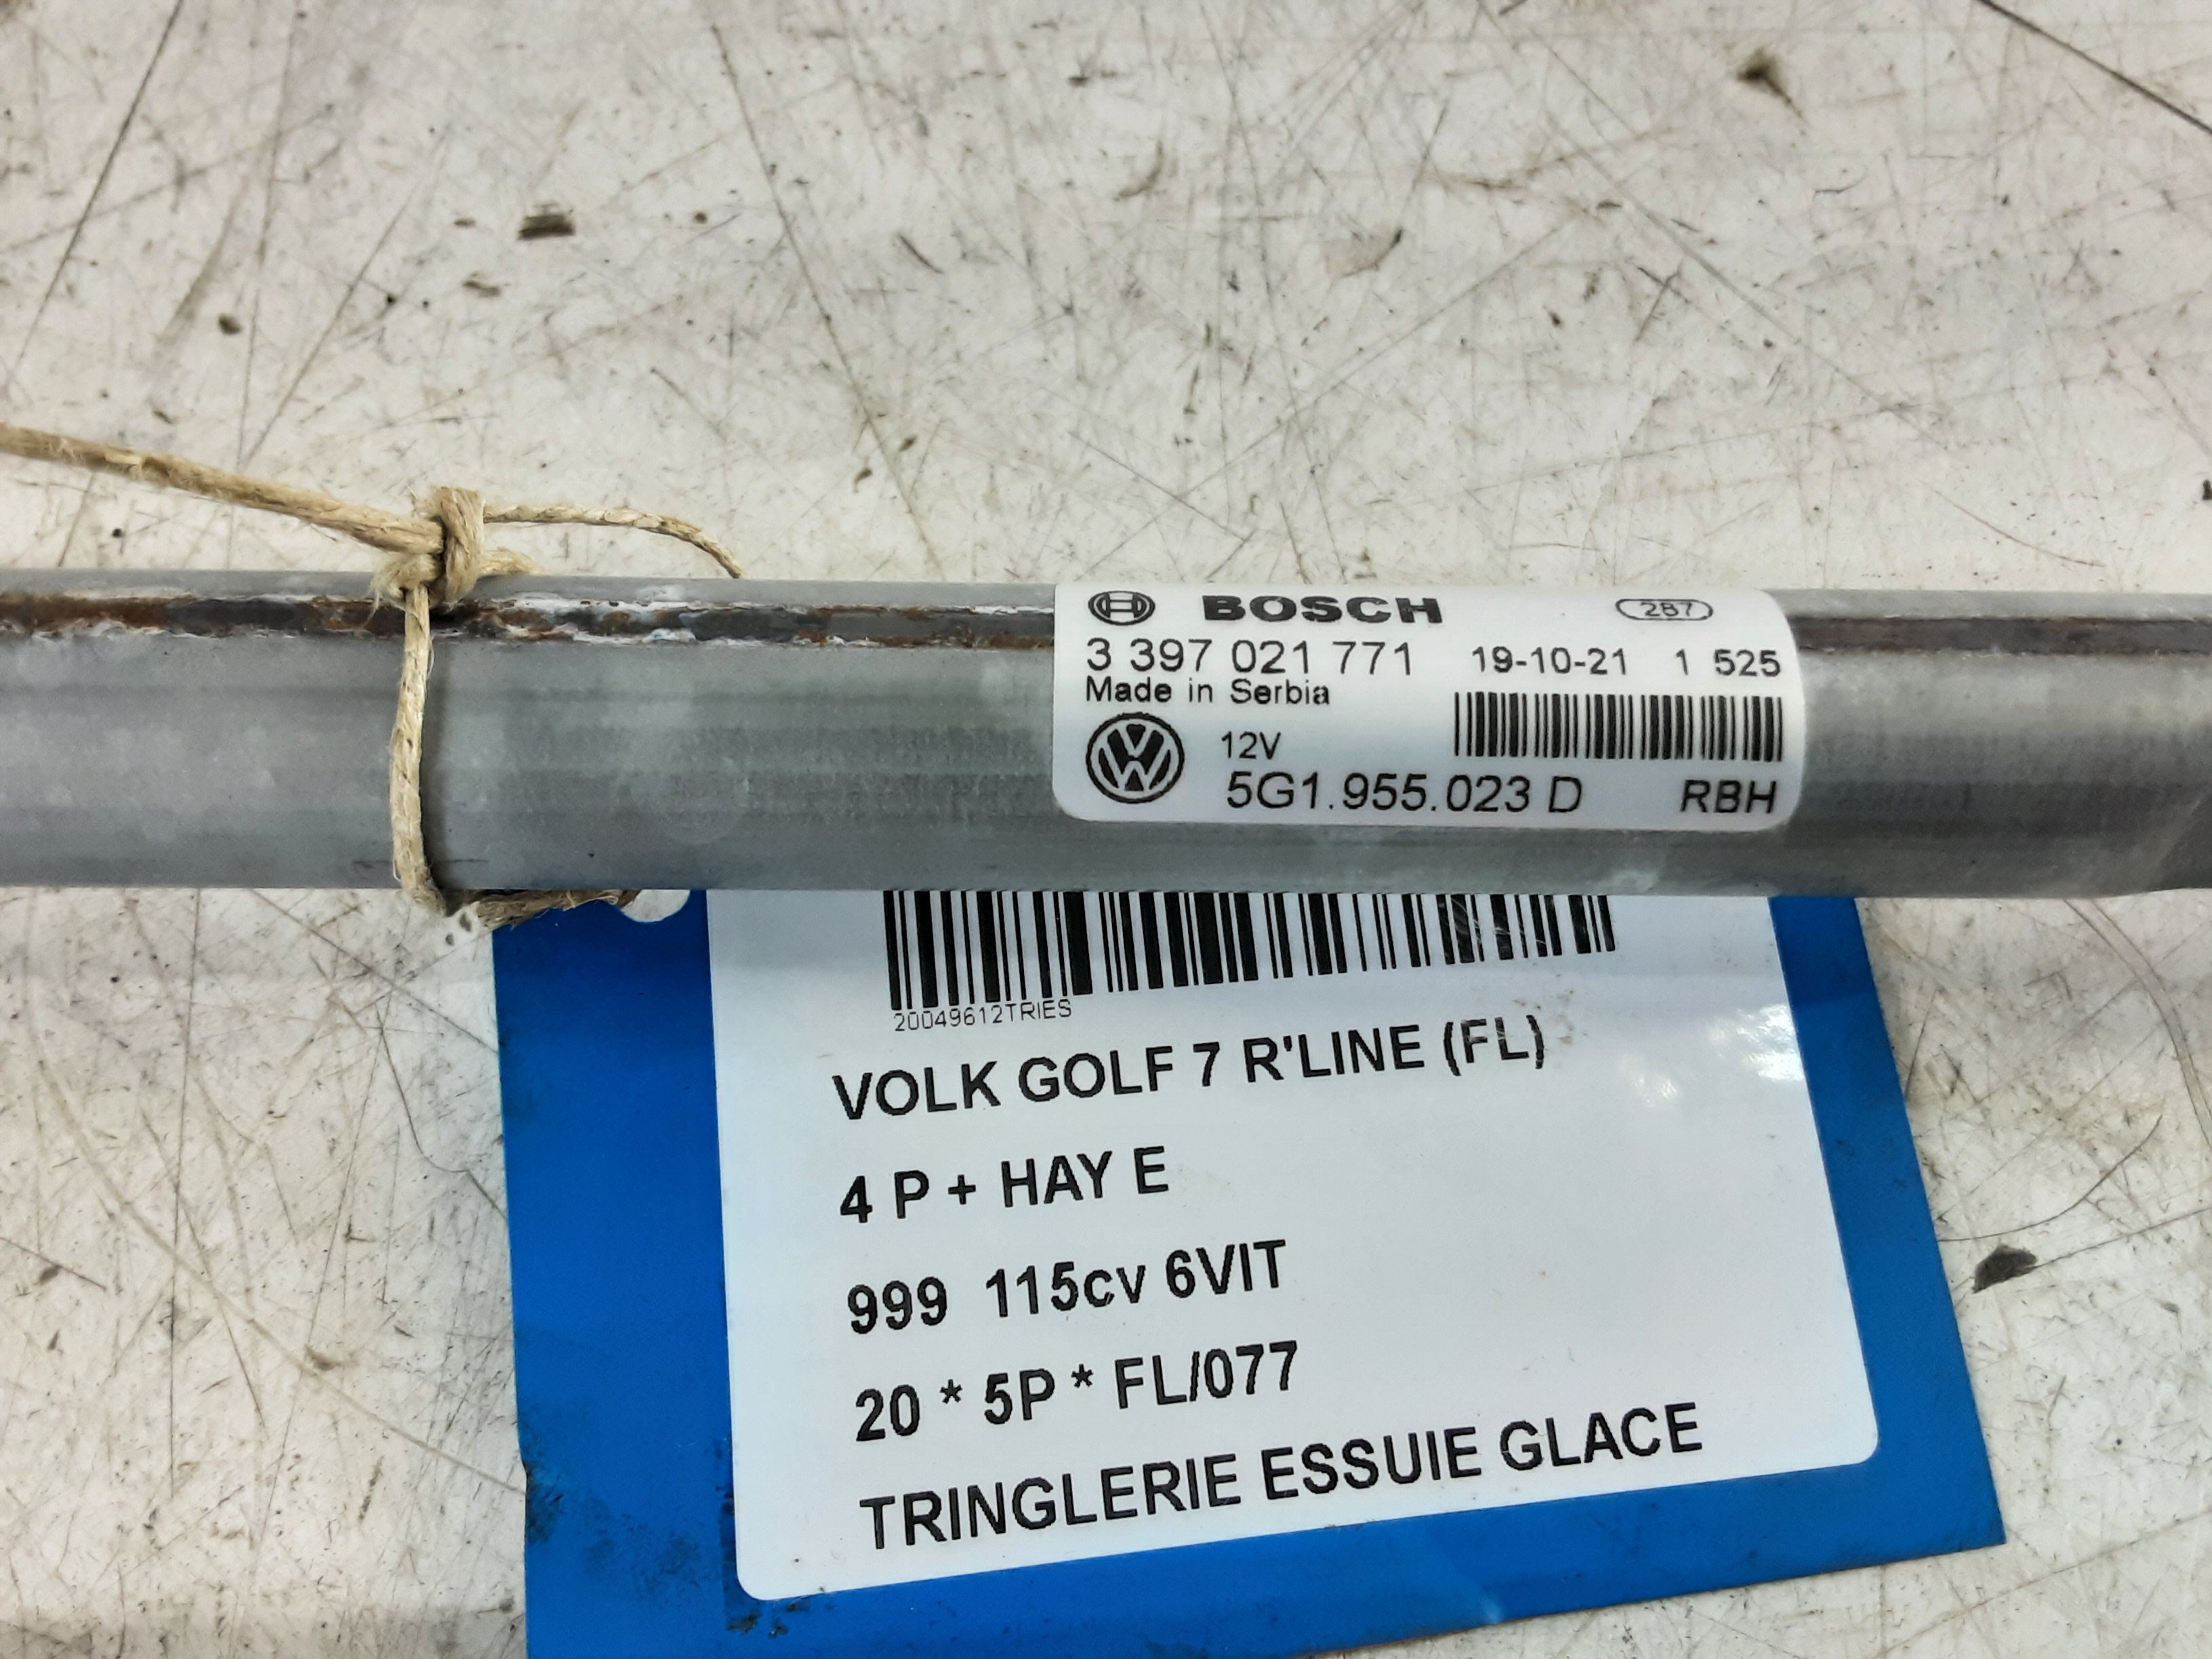 BOSCH 287
3 397 021 771 19-10-21 1 525
Made in Serbia
12V
5G1.955.023 D RBH
20049612TRIES
VOLK GOLF 7 R'LINE (FL)
4 P + HAY E
999 115cv 6VIT
20 * 5P * FL/077
TRINGLERIE ESSUIE GLACE